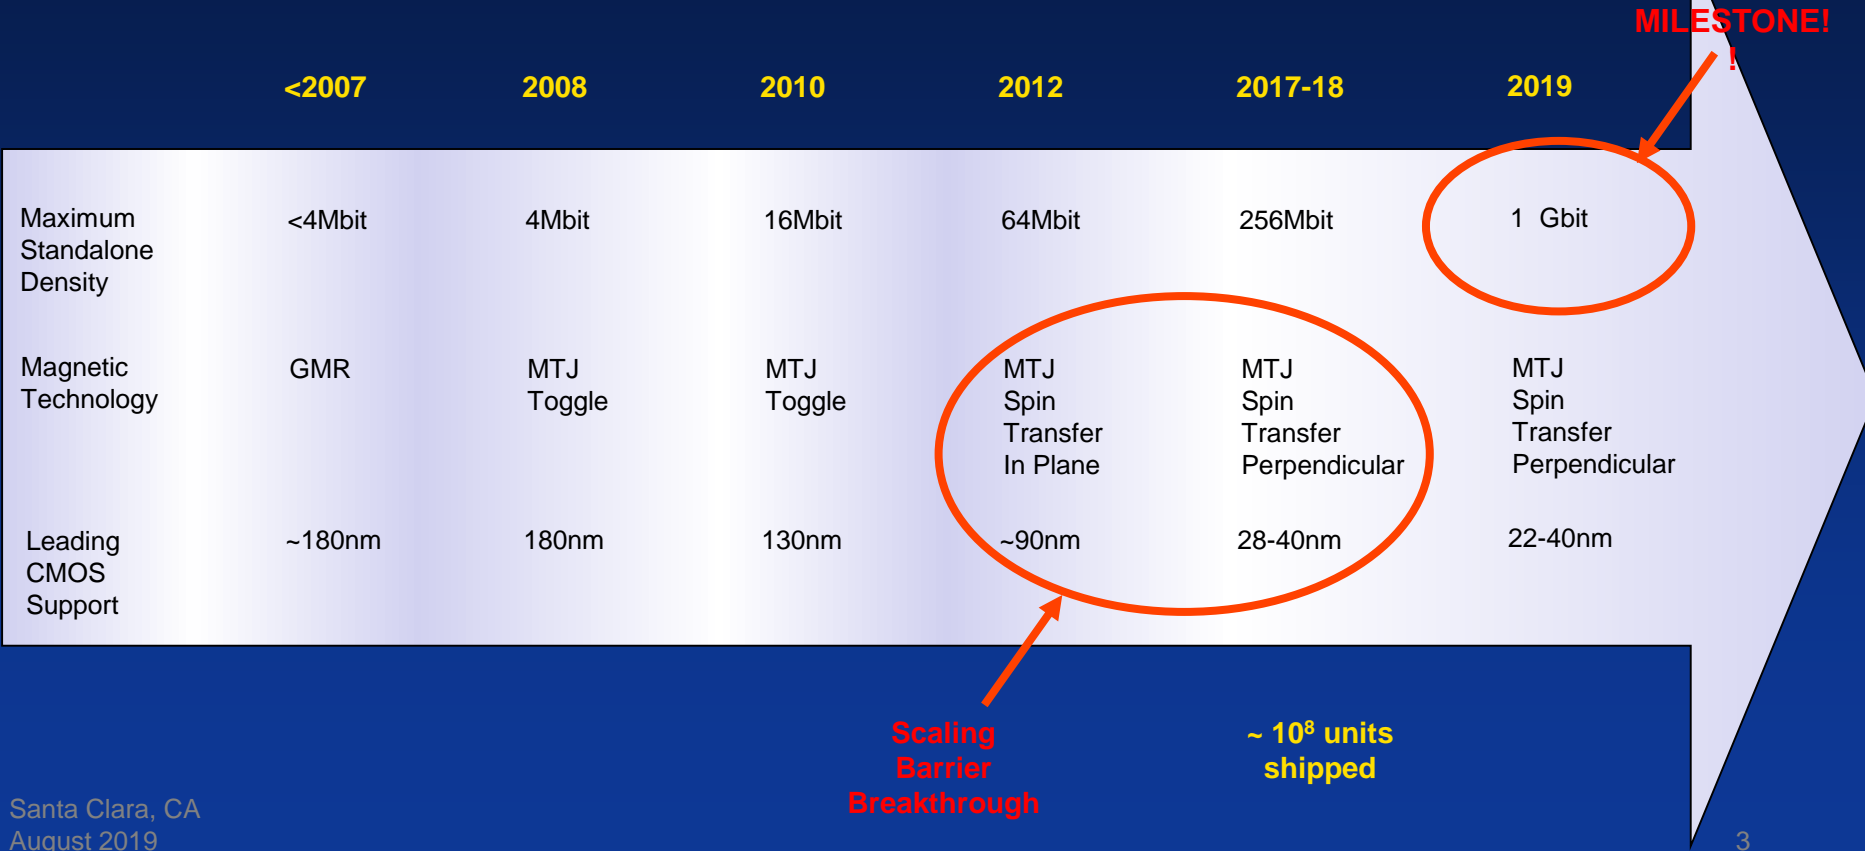 MILESTONE!
!
<2007 2008 2010 2012 2017-18 2019
Maximum
Standalone
Density
<4Mbit 4Mbit 16Mbit 64Mbit 256Mbit 1 Gbit
Magnetic
Technology
GMR
MTJ
Toggle
MTJ
Toggle
MTJ
Spin
Transfer
In Plane
MTJ
Spin
Transfer
Perpendicular
MTJ
Spin
Transfer
Perpendicular
Leading
CMOS
Support
~180nm 180nm 130nm ~90nm 28-40nm 22-40nm
Scaling
Barrier
Breakthrough
~ 10⁸ units
shipped
Santa Clara, CA
August 2019
3